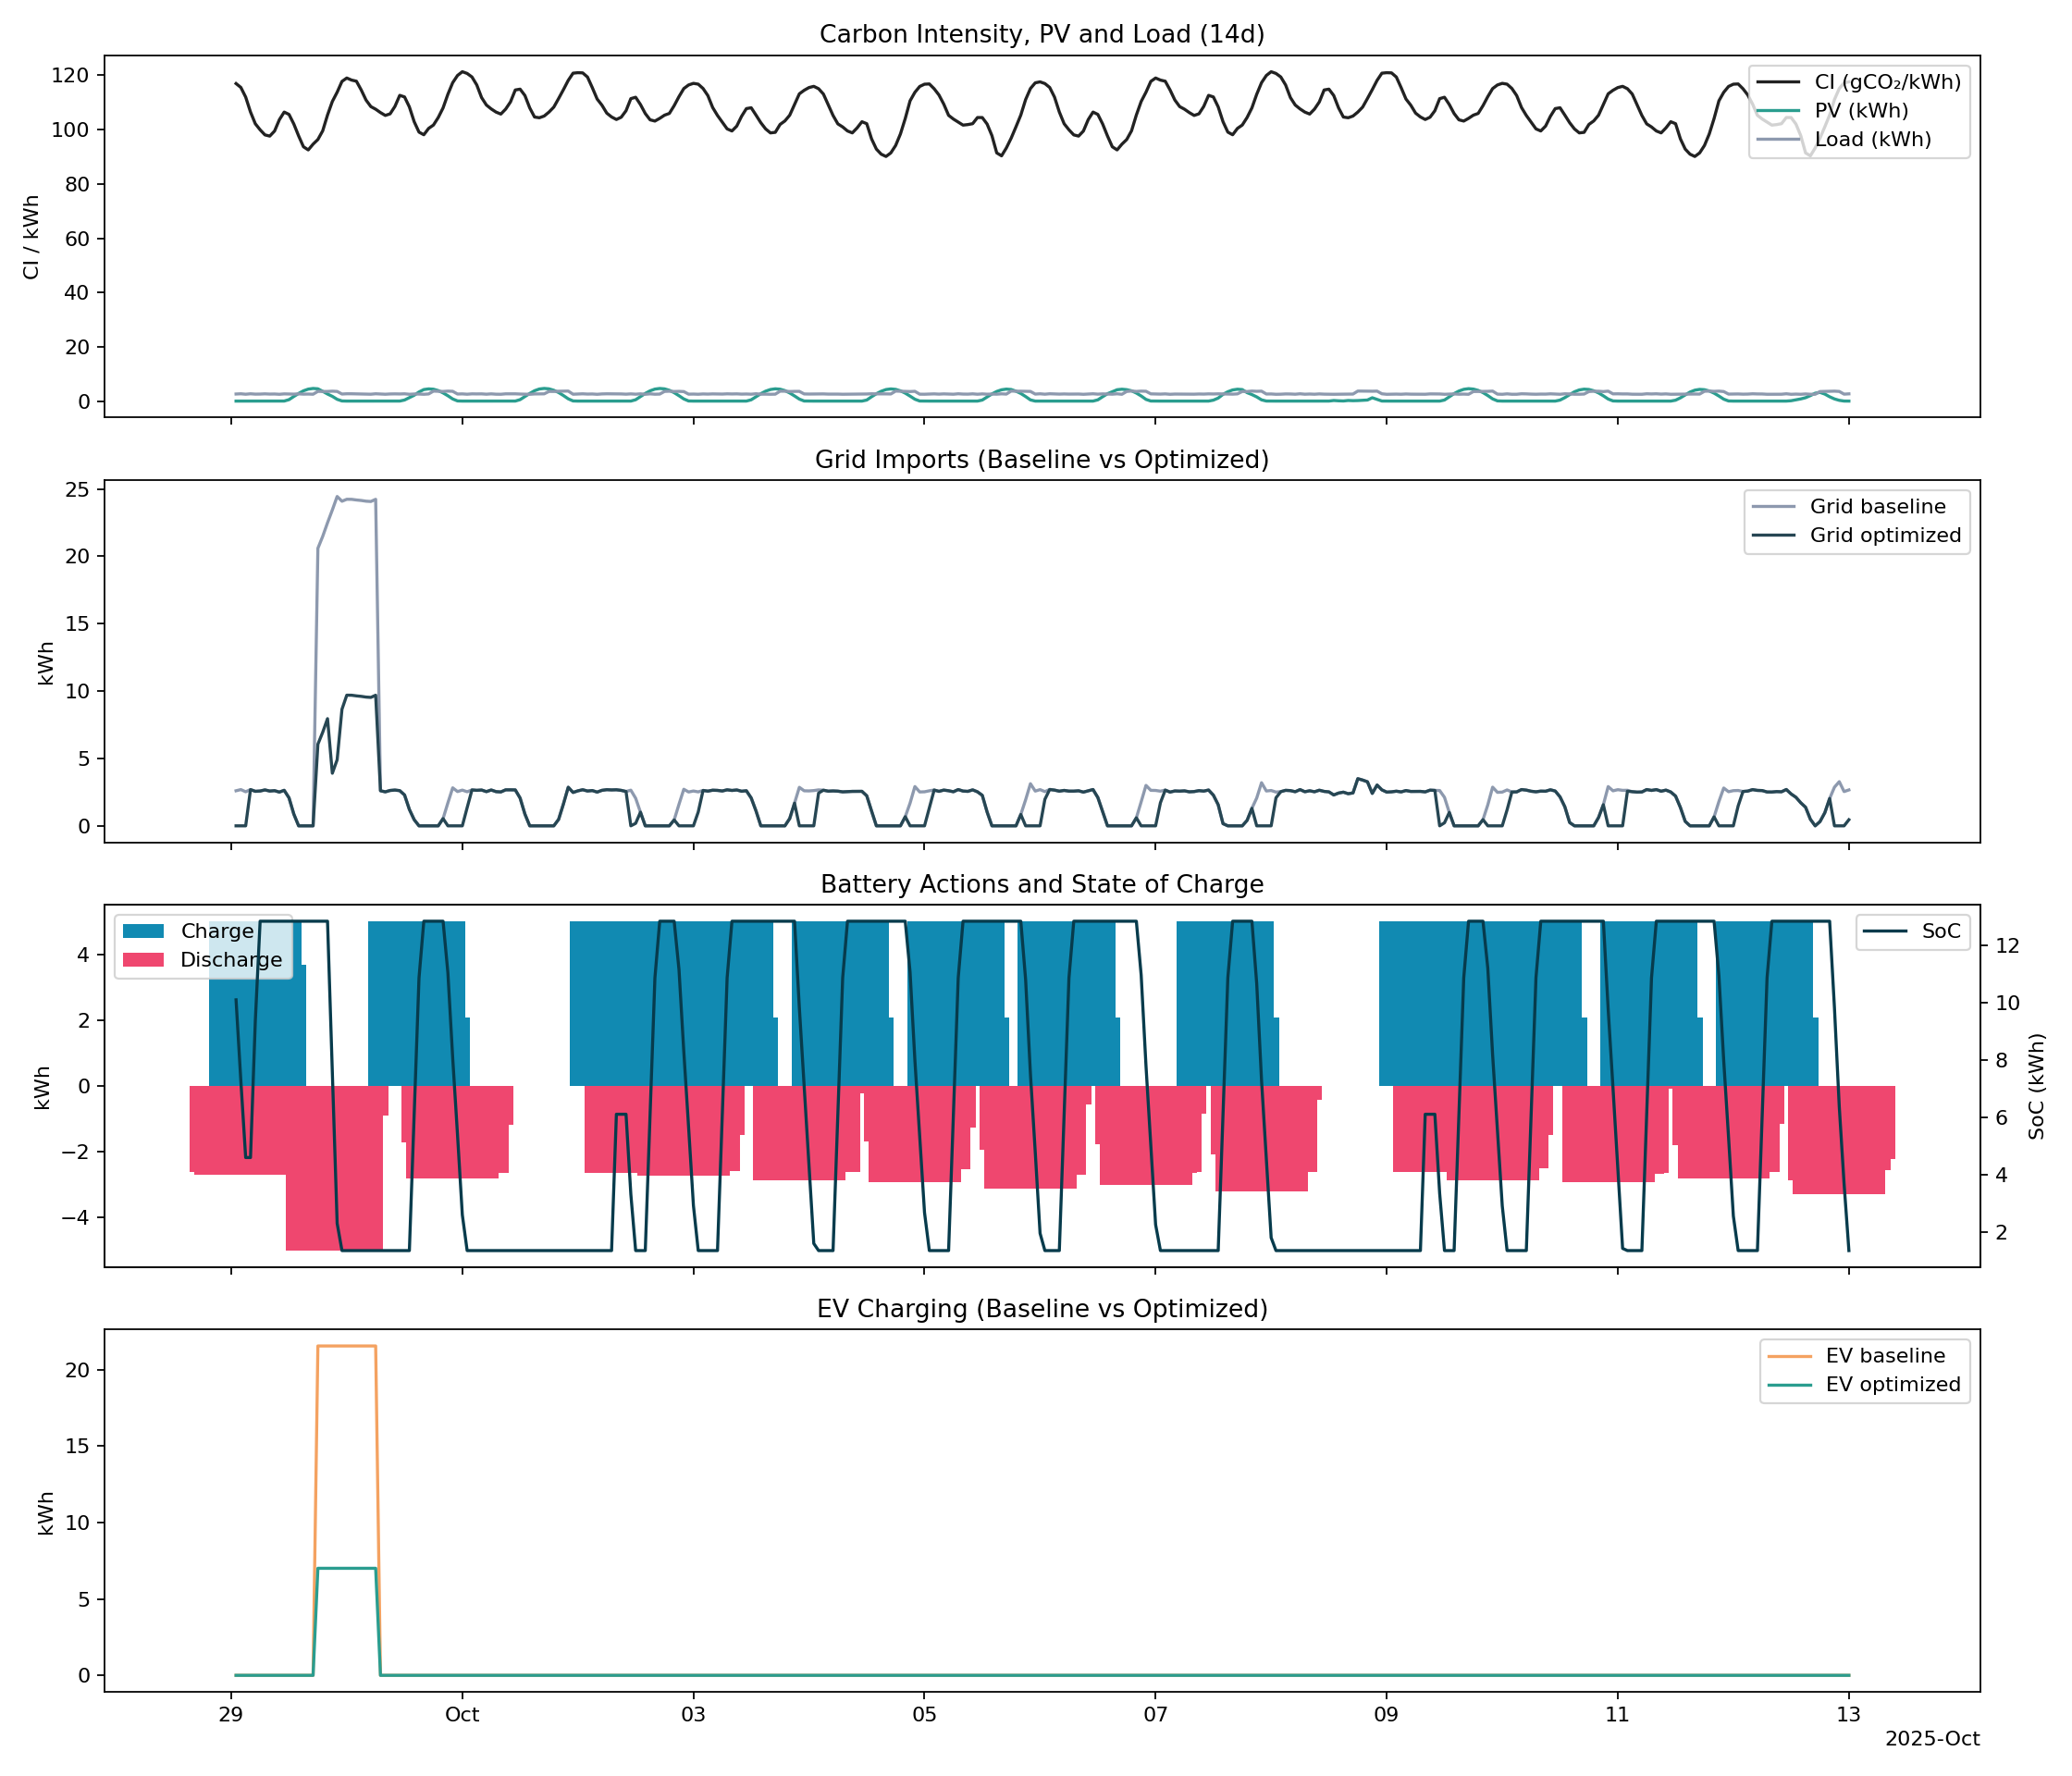 Carbon Intensity, PV and Load (14d)
120
100
80
60
40
20
0
CI / kWh
CI (gCO₂/kWh)
PV (kWh)
Load (kWh)
Grid Imports (Baseline vs Optimized)
25
20
15
10
5
0
kWh
Grid baseline
Grid optimized
Battery Actions and State of Charge
4
2
0
−2
−4
kWh
Charge
Discharge
SoC
12
10
8
6
4
2
SoC (kWh)
EV Charging (Baseline vs Optimized)
20
15
10
5
0
kWh
EV baseline
EV optimized
29
Oct
03
05
07
09
11
13
2025-Oct